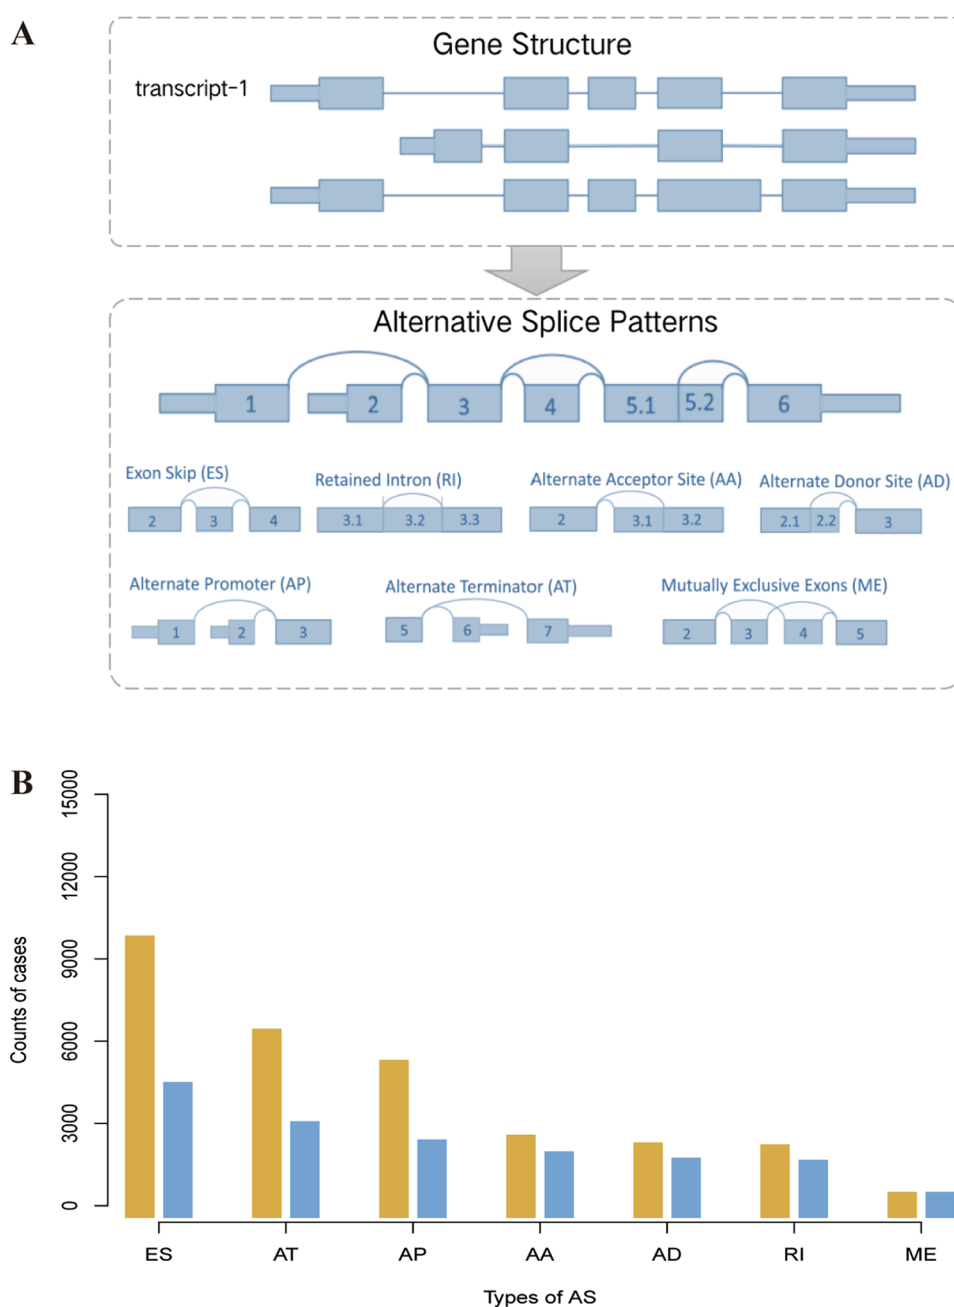 A
Gene Structure
transcript-1
Alternative Splice Patterns
1 2 3 4 5.1 5.2 6
Exon Skip (ES)
2 3 4
Retained Intron (RI)
3.1 3.2 3.3
Alternate Acceptor Site (AA)
2 3.1 3.2
Alternate Donor Site (AD)
2.1 2.2 3
Alternate Promoter (AP)
1 2 3
Alternate Terminator (AT)
5 6 7
Mutually Exclusive Exons (ME)
2 3 4 5
B
Counts of cases
15000
12000
9000
6000
3000
0
ES AT AP AA AD RI ME
Types of AS